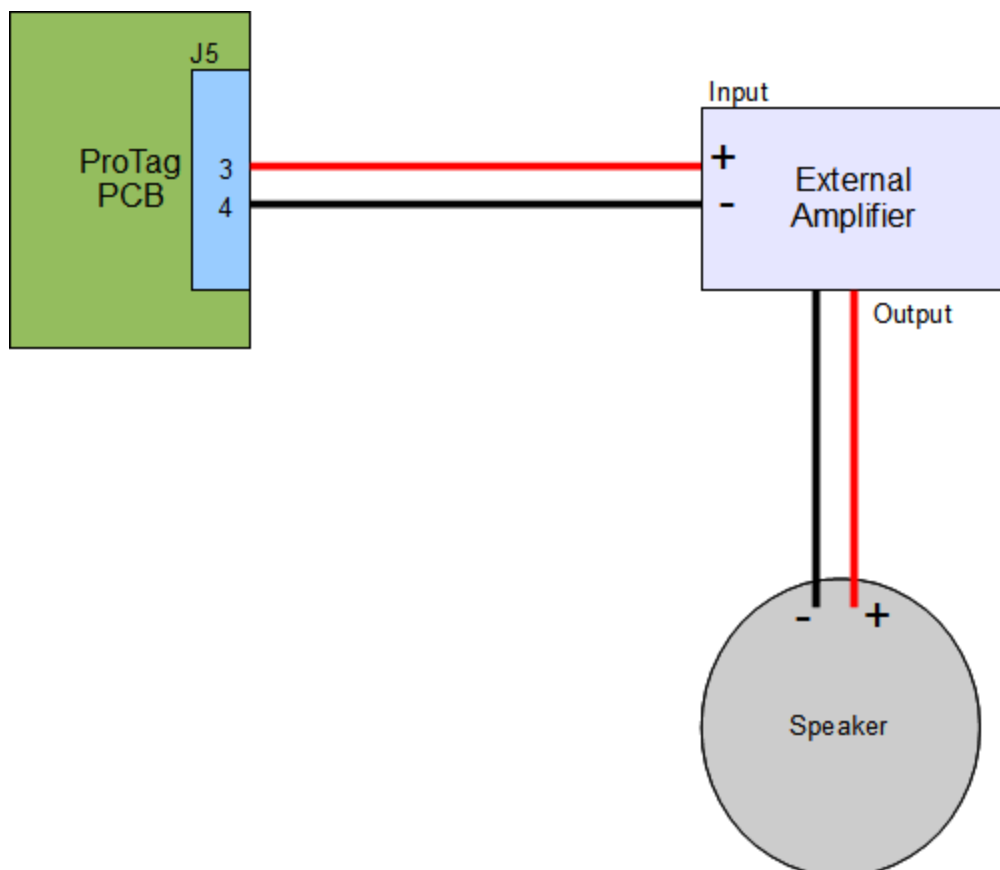 J5
ProTag
PCB
3
4
Input
+
-
External
Amplifier
Output
- +
Speaker